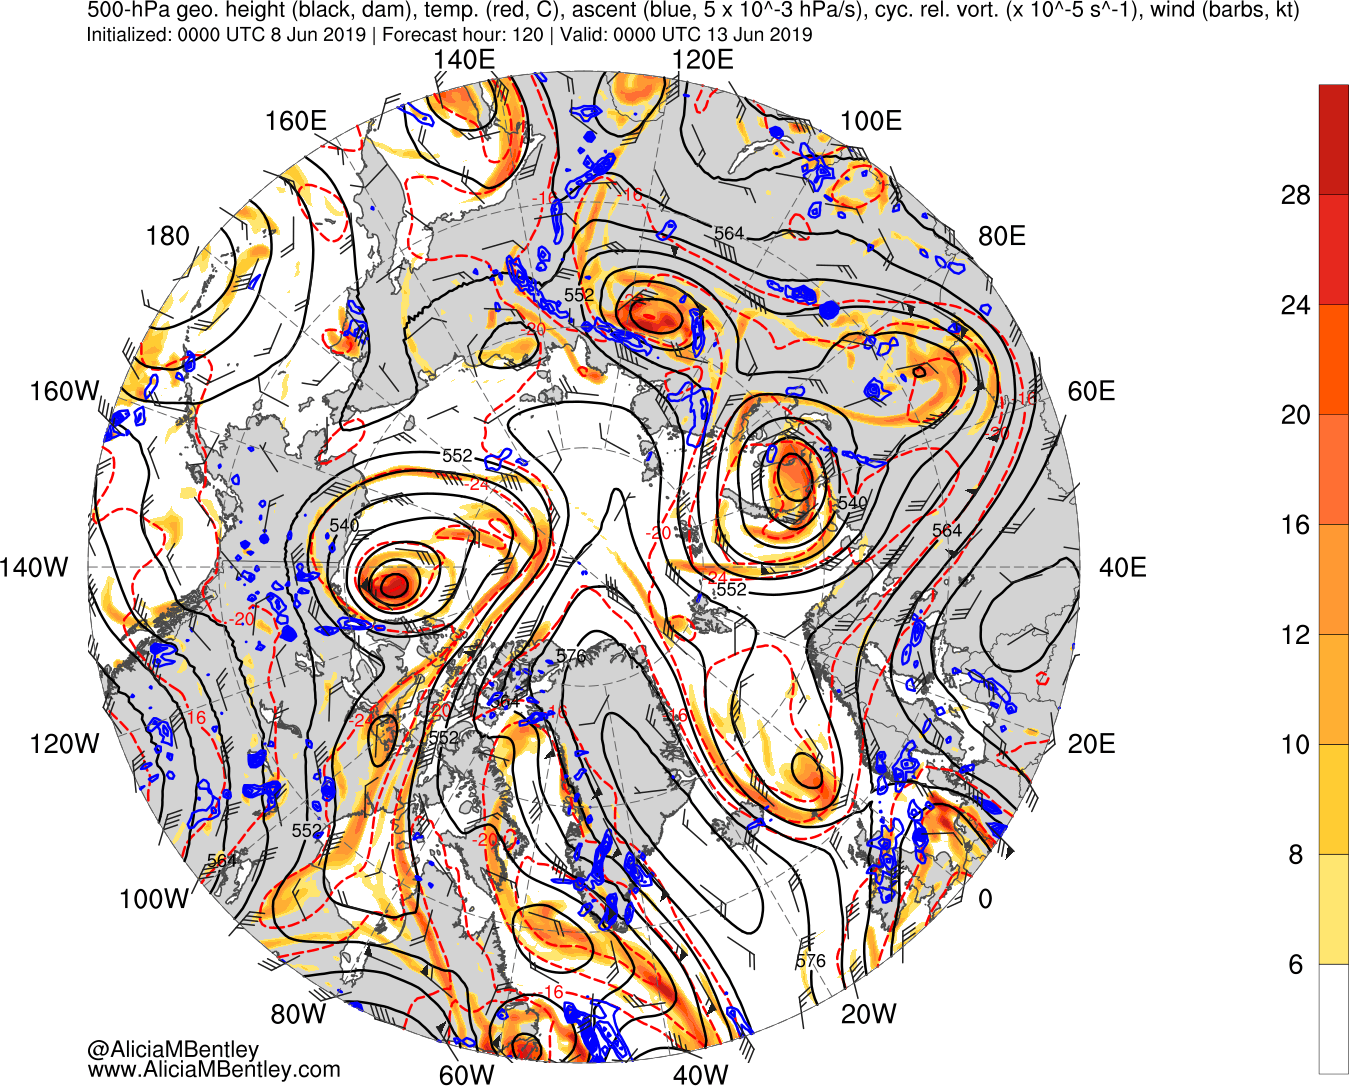 500-hPa geo. height (black, dam), temp. (red, C), ascent (blue, 5 x 10^-3 hPa/s), cyc. rel. vort. (x 10^-5 s^-1), wind (barbs, kt)
Initialized: 0000 UTC 8 Jun 2019 | Forecast hour: 120 | Valid: 0000 UTC 13 Jun 2019
140E
120E
160E
100E
180
80E
160W
60E
140W
40E
120W
20E
100W
0
80W
20W
60W
40W
-16
-16
564
552
-20
-16
552
-24
540
540
564
-20
-24
552
-20
576
564
-16
-16
16
-24
-20
552
552
564
-20
576
-16
28
24
20
16
12
10
8
6
@AliciaMBentley
www.AliciaMBentley.com